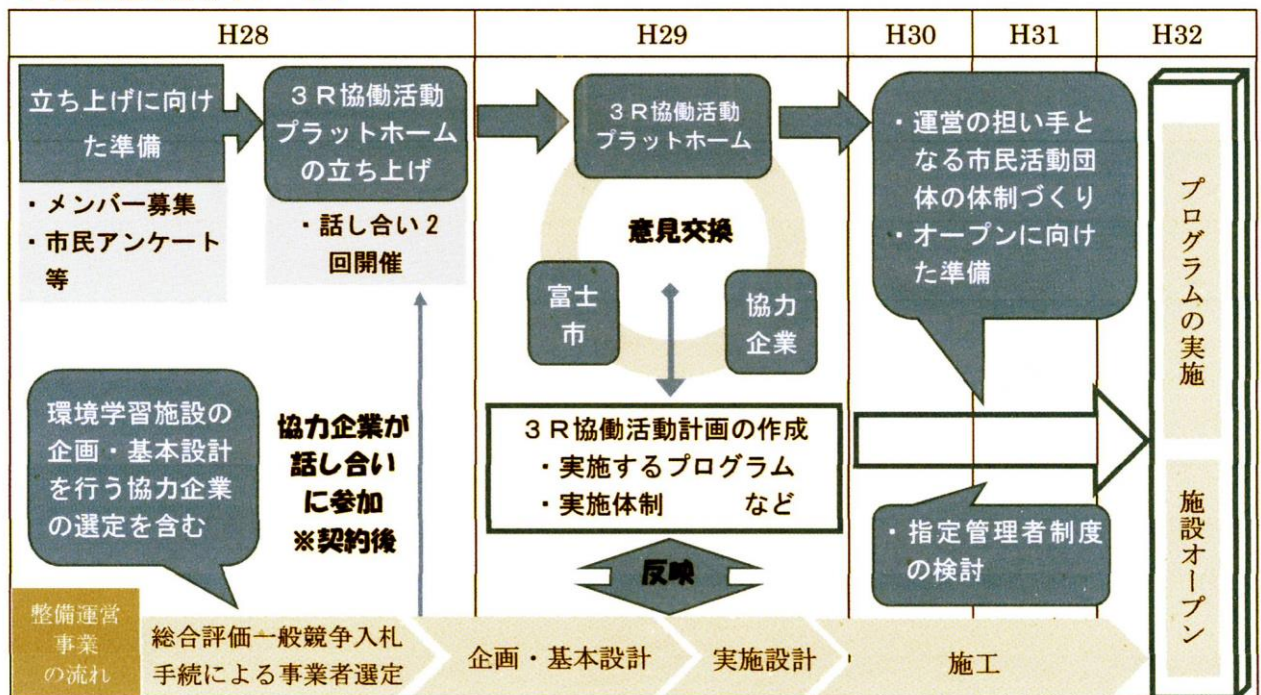 H28
H29
H30
H31
H32
立ち上げに向け
た準備
・メンバー募集
・市民アンケート
等
3R協働活動
プラットホーム
の立ち上げ
・話し合い2
回開催
3R協働活動
プラットホーム
意見交換
富士
市
協力
企業
・運営の担い手と
なる市民活動団
体の体制づくり
・オープンに向け
た準備
プログラムの実施
施設オープン
環境学習施設の
企画・基本設計
を行う協力企業
の選定を含む
協力企業が
話し合い
に参加
※契約後
3R協働活動計画の作成
・実施するプログラム
・実施体制 など
反映
・指定管理者制度
の検討
整備運営
事業
の流れ
総合評価一般競争入札
手続による事業者選定
企画・基本設計
実施設計
施工